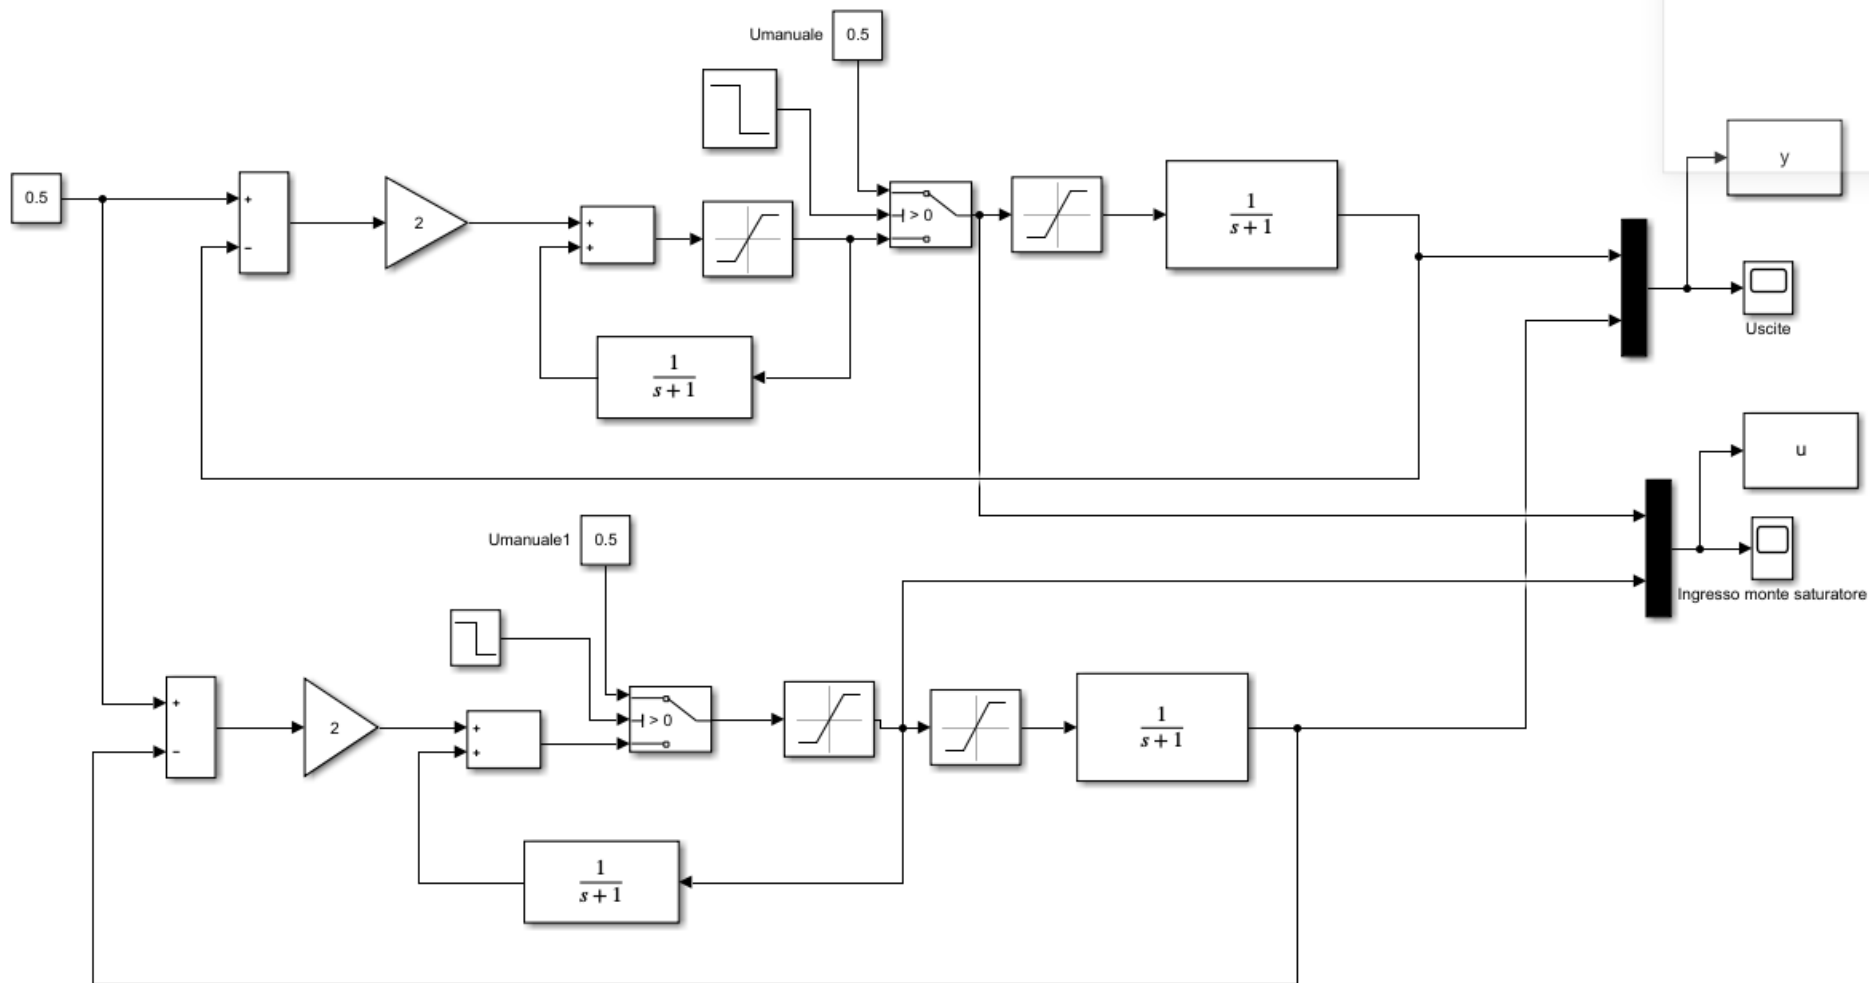 Umanuale
0.5
0.5
+
−
2
+
+
> 0
1
s + 1
y
Uscite
1
s + 1
u
Umanuale1
0.5
Ingresso monte saturatore
+
−
2
+
+
> 0
1
s + 1
1
s + 1